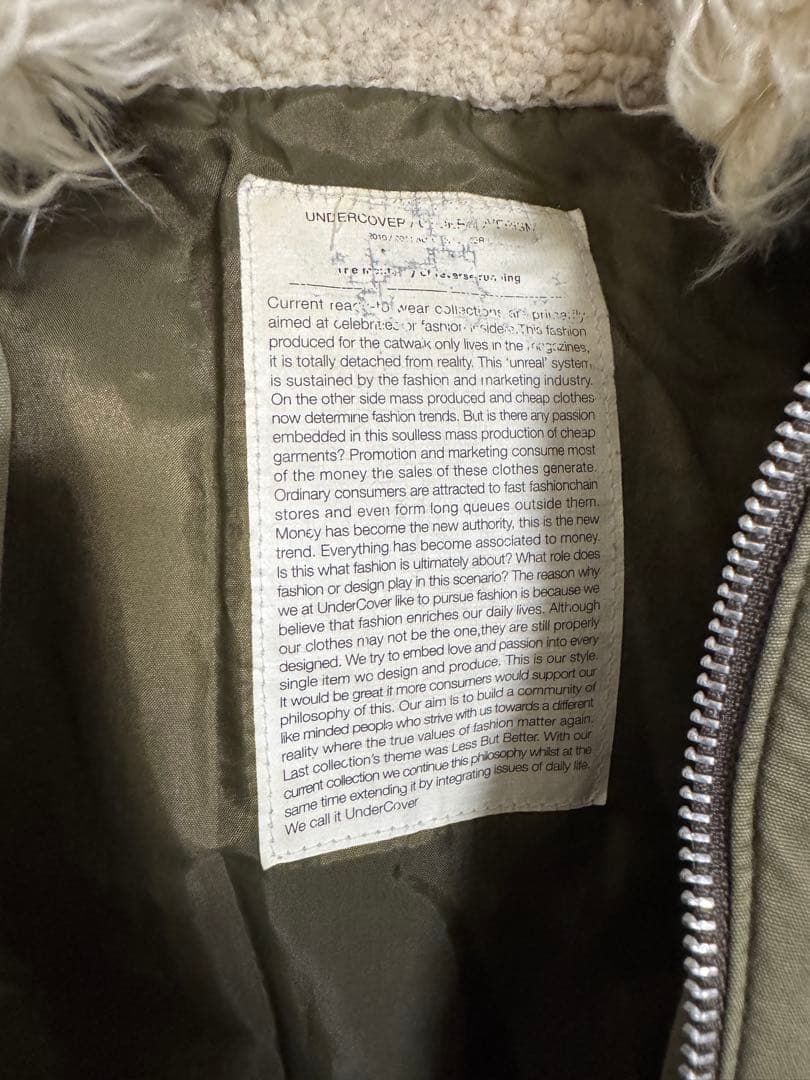 UNDERCOVER /
2010 /
Current wear collections are
aimed at celebrities or fashion This fashion
produced for the catwalk only lives in the magazines,
it is totally detached from reality. This 'unreal' system,
is sustained by the fashion and marketing industry.
On the other side mass produced and cheap clothes
now determine fashion trends. But is there any passion
embedded in this soulless mass production of cheap
garments? Promotion and marketing consume most
of the money the sales of these clothes generate.
Ordinary consumers are attracted to fast fashionchain
stores and even form long queues outside them.
Money has become the new authority, this is the new
trend. Everything has become associated to money.
Is this what fashion is ultimately about? What role does
fashion or design play in this scenario? The reason why
we at UnderCover like to pursue fashion is because we
believe that fashion enriches our daily lives. Although
our clothes may not be the one,they are still properly
designed. We try to embed love and passion into every
single item we design and produce. This is our style.
It would be great if more consumers would support our
philosophy of this. Our aim is to build a community of
like minded people who strive with us towards a different
reality where the true values of fashion matter again.
Last collection's theme was Less But Better. With our
current collection we continue this philosophy whilst at the
same time extending it by integrating issues of daily life.
We call it UnderCover